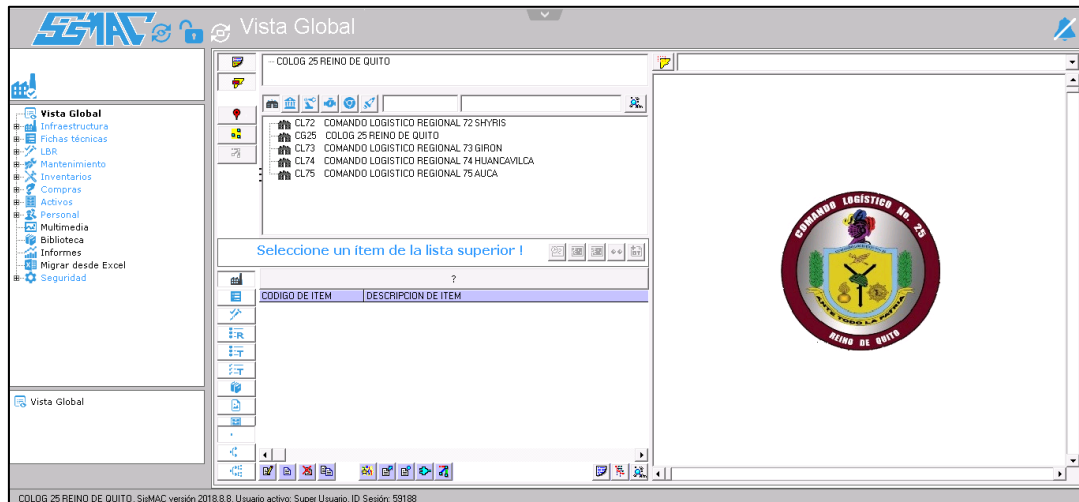 SisMAC
Vista Global
Vista Global
Infraestructura
Fichas técnicas
LBR
Mantenimiento
Inventarios
Compras
Activos
Personal
Multimedia
Biblioteca
Informes
Migrar desde Excel
Seguridad
Vista Global
COLOG 25 REINO DE QUITO
CL72 COMANDO LOGISTICO REGIONAL 72 SHYRIS
CG25 COLOG 25 REINO DE QUITO
CL73 COMANDO LOGISTICO REGIONAL 73 GIRON
CL74 COMANDO LOGISTICO REGIONAL 74 HUANCAVILCA
CL75 COMANDO LOGISTICO REGIONAL 75 AUCA
Seleccione un ítem de la lista superior !
?
CODIGO DE ITEM DESCRIPCION DE ITEM
R
T
T
COMANDO LOGÍSTICO No. 25
ANTE TODO LA PATRIA
REINO DE QUITO
COLOG 25 REINO DE QUITO. SisMAC versión 2018.8.8. Usuario activo: Super Usuario. ID Sesión: 59188